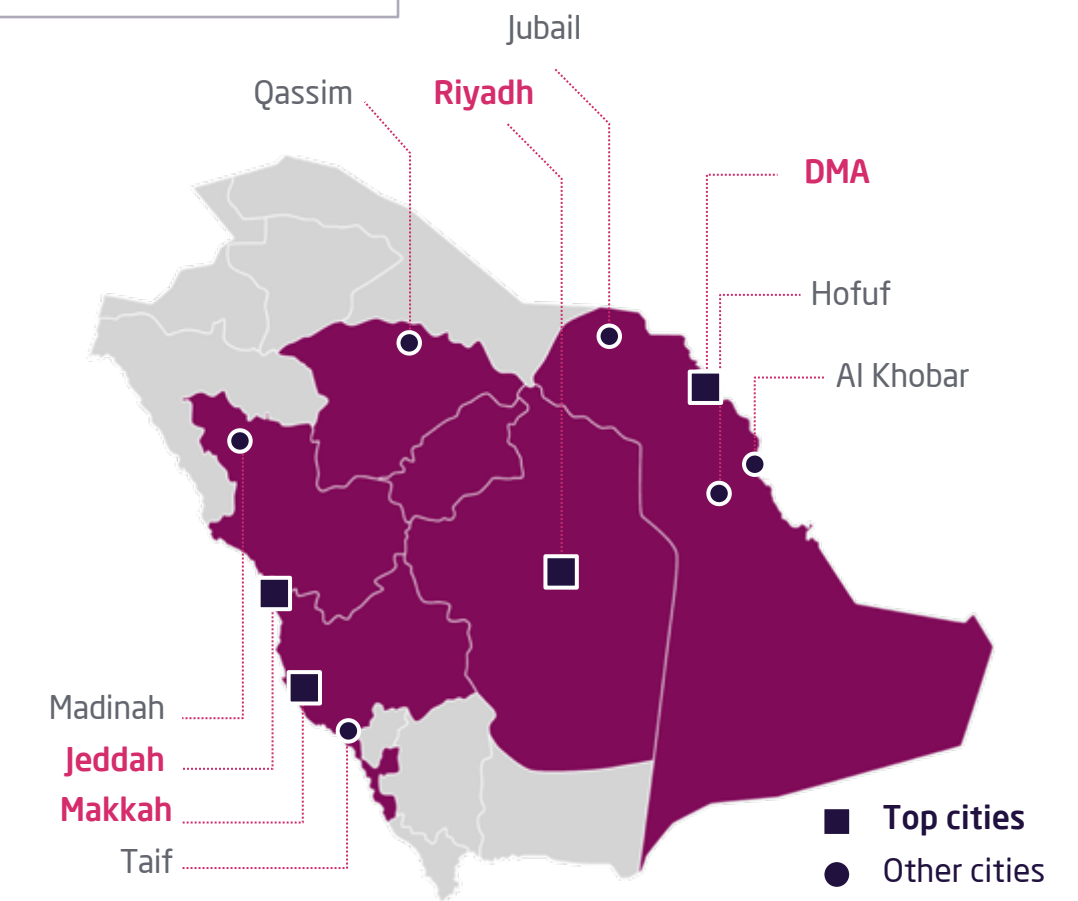 Jubail
Qassim
Riyadh
DMA
Hofuf
Al Khobar
Madinah
Jeddah
Makkah
Taif
Top cities
Other cities